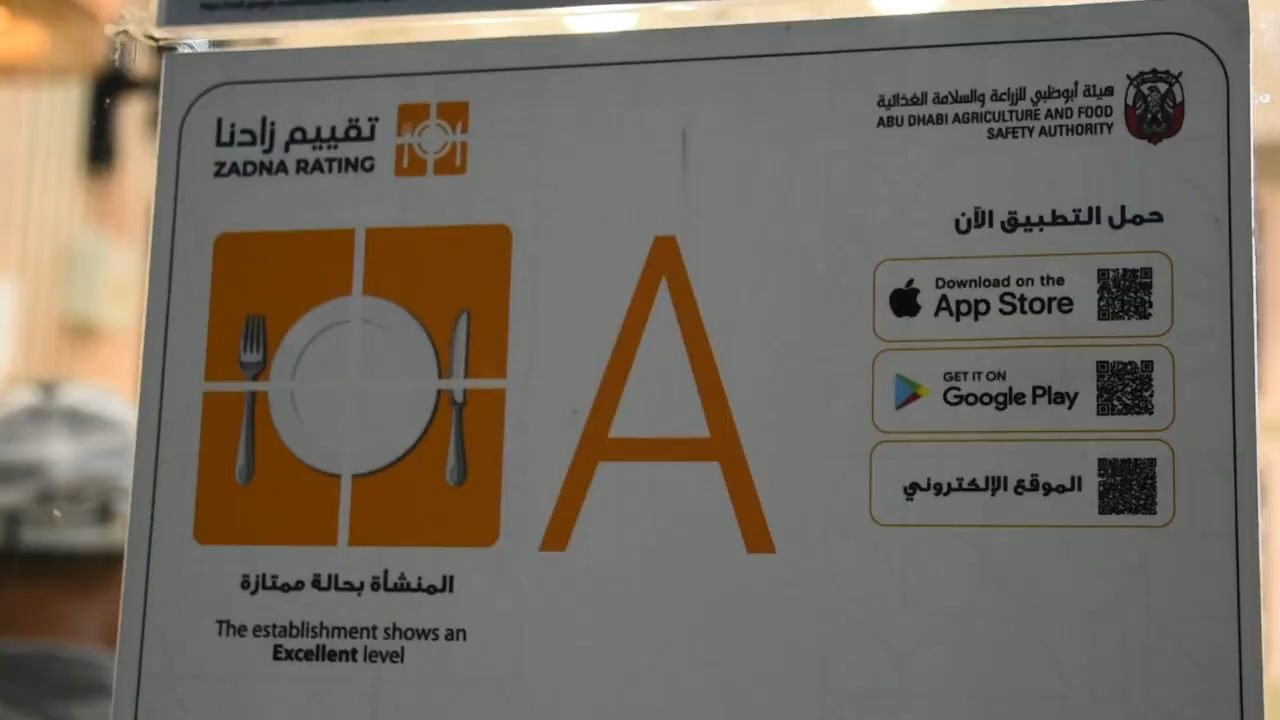 تقييم زادنا
ZADNA RATING
هيئة أبوظبي للزراعة والسلامة الغذائية
ABU DHABI AGRICULTURE AND FOOD
SAFETY AUTHORITY
A
المنشأة بحالة ممتازة
The establishment shows an
Excellent level
حمل التطبيق الآن
Download on the
App Store
GET IT ON
Google Play
الموقع الإلكتروني